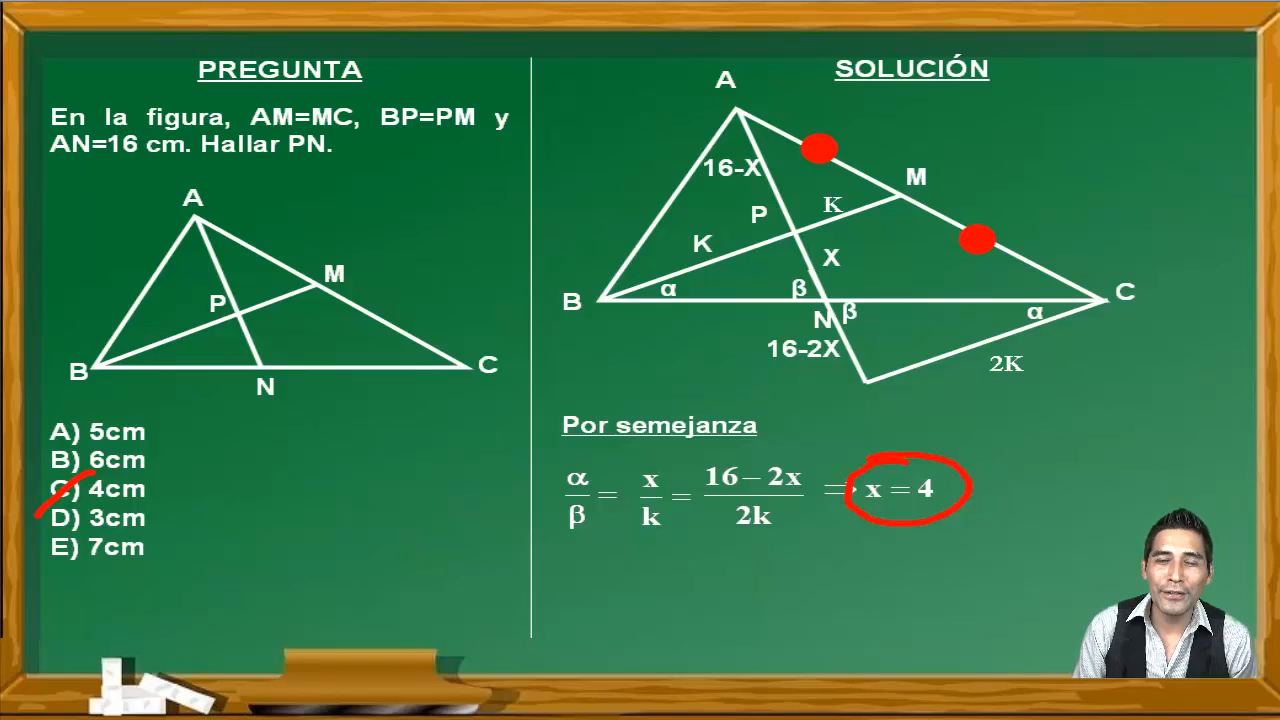 PREGUNTA
En la figura, AM=MC, BP=PM y
AN=16 cm. Hallar PN.
A
M
P
B
C
N
A) 5cm
B) 6cm
C) 4cm
D) 3cm
E) 7cm
SOLUCIÓN
A
16-X
M
P
K
K
X
B
α
β
C
N
β
α
16-2X
2K
Por semejanza
α/β = x/k = 16 – 2x/2k ⇒ x = 4